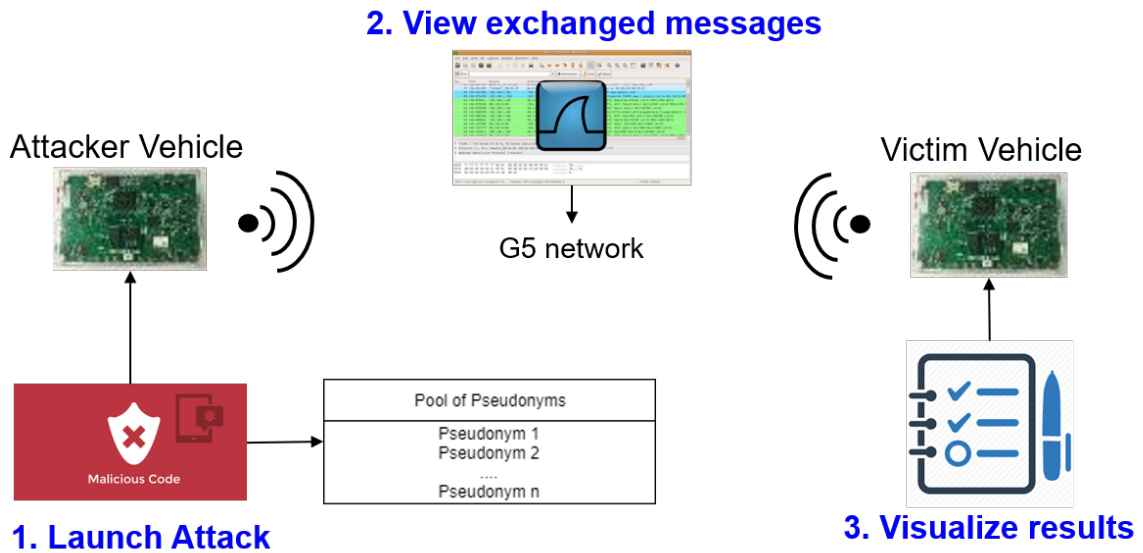 2. View exchanged messages
Attacker Vehicle
Victim Vehicle
G5 network
Pool of Pseudonyms
Pseudonym 1
Pseudonym 2
....
Pseudonym n
Malicious Code
1. Launch Attack
3. Visualize results